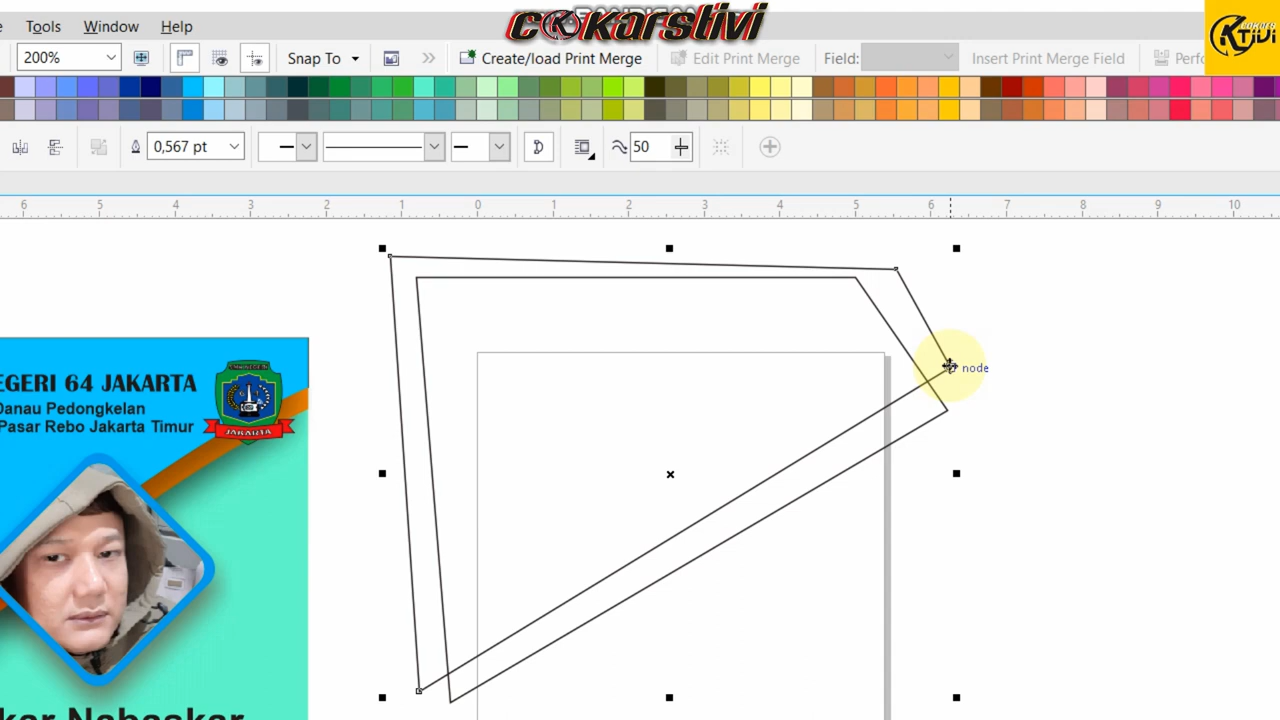 cokarstivi
KTiVi
Tools Window Help
200% Snap To Create/load Print Merge Edit Print Merge Field: Insert Print Merge Field
0,567 pt 50
6 5 4 3 2 1 0 1 2 3 4 5 6 7 8 9 10
node
EGERI 64 JAKARTA
Danau Pedongkelan
Pasar Rebo Jakarta Timur
JAKARTA